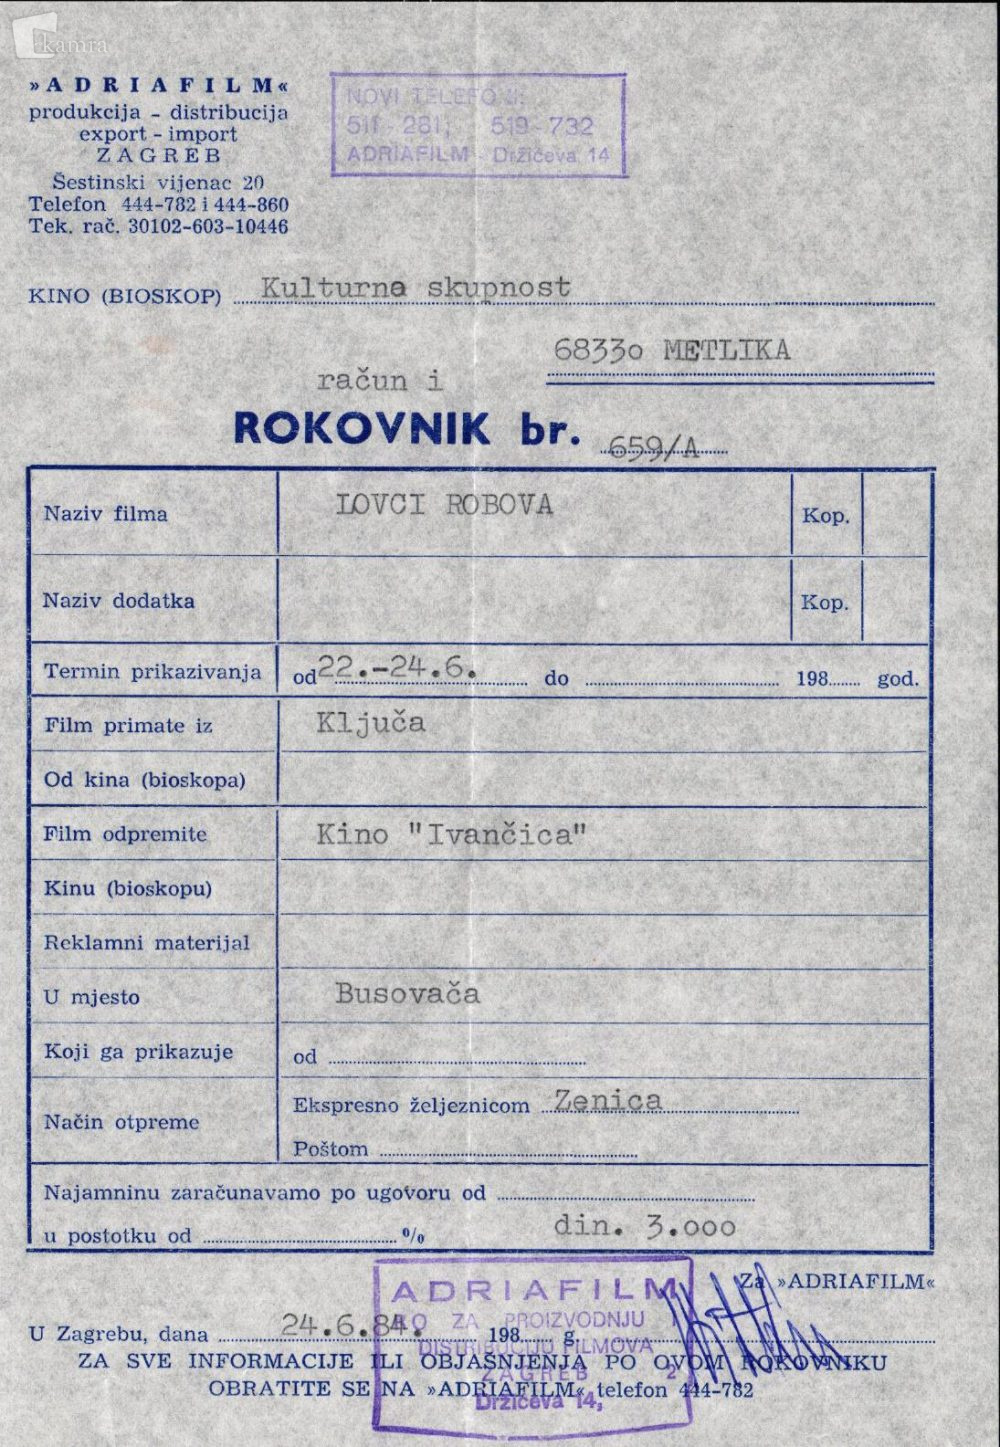 kamra
»ADRIAFILM«
produkcija - distribucija
export - import
ZAGREB
Šestinski vijenac 20
Telefon 444-782 i 444-860
Tek. rač. 30102-603-10446
NOVI TELEFONI:
511-281, 519-732
ADRIAFILM - Držićeva 14
KINO (BIOSKOP) Kulturna skupnost
68330 METLIKA
račun i
ROKOVNIK br. 659/A
Naziv filma LOVCI ROBOVA Kop.
Naziv dodatka Kop.
Termin prikazivanja od 22.-24.6. do 198 god.
Film primate iz Ključa
Od kina (bioskopa)
Film odpremite Kino "Ivančica"
Kinu (bioskopu)
Reklamni materijal
U mjesto Busovača
Koji ga prikazuje od
Način otpreme Ekspresno željeznicom Zenica
Poštom
Najamninu zaračunavamo po ugovoru od
u postotku od % din. 3.000
Za »ADRIAFILM«
U Zagrebu, dana 24.6.84. 198 g.
ZA SVE INFORMACIJE ILI OBJAŠNJENJA PO OVOM ROKOVNIKU
OBRATITE SE NA »ADRIAFILM« telefon 444-782
ADRIAFILM
RO ZA PROIZVODNJU I
DISTRIBUCIJU FILMOVA
ZAGREB 2
Držićeva 14,